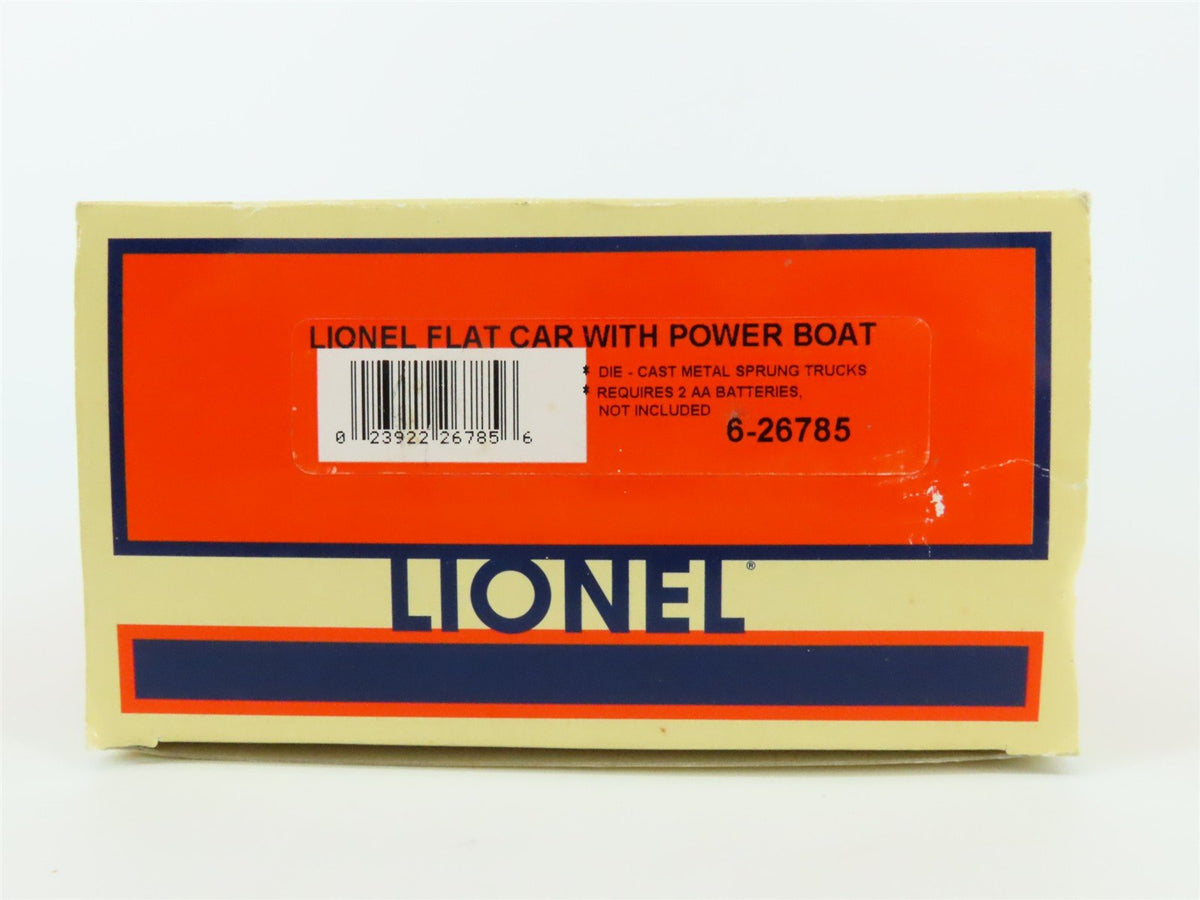 LIONEL FLAT CAR WITH POWER BOAT
* DIE - CAST METAL SPRUNG TRUCKS
* REQUIRES 2 AA BATTERIES,
NOT INCLUDED
6-26785
0 23922 26785 6
LIONEL®